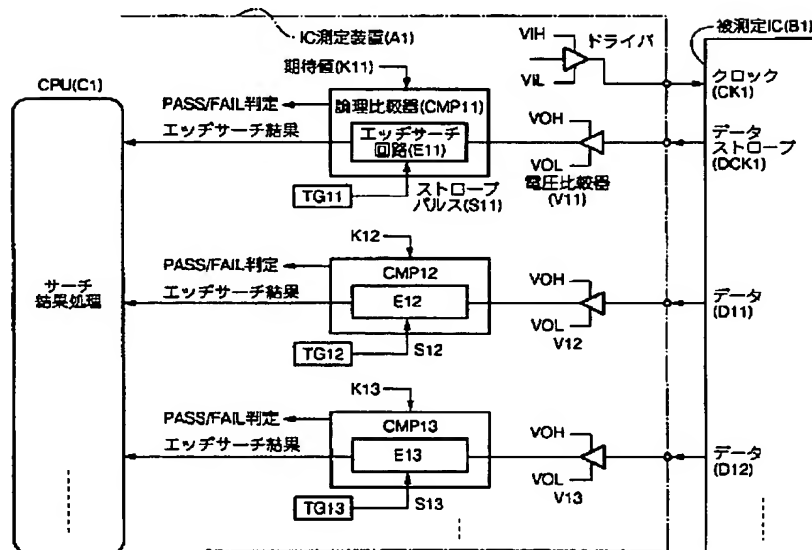 IC測定装置(A1)
被測定IC(B1)
VIH
ドライバ
VIL
クロック
(CK1)
CPU(C1)
期待値(K11)
PASS/FAIL判定
論理比較器(CMP11)
エッヂサーチ結果
エッヂサーチ
回路(E11)
TG11
ストローブ
パルス(S11)
VOH
VOL
電圧比較器
(V11)
データ
ストローブ
(DCK1)
サーチ
結果処理
K12
PASS/FAIL判定
CMP12
エッヂサーチ結果
E12
TG12
S12
VOH
VOL
V12
データ
(D11)
K13
PASS/FAIL判定
CMP13
エッヂサーチ結果
E13
TG13
S13
VOH
VOL
V13
データ
(D12)